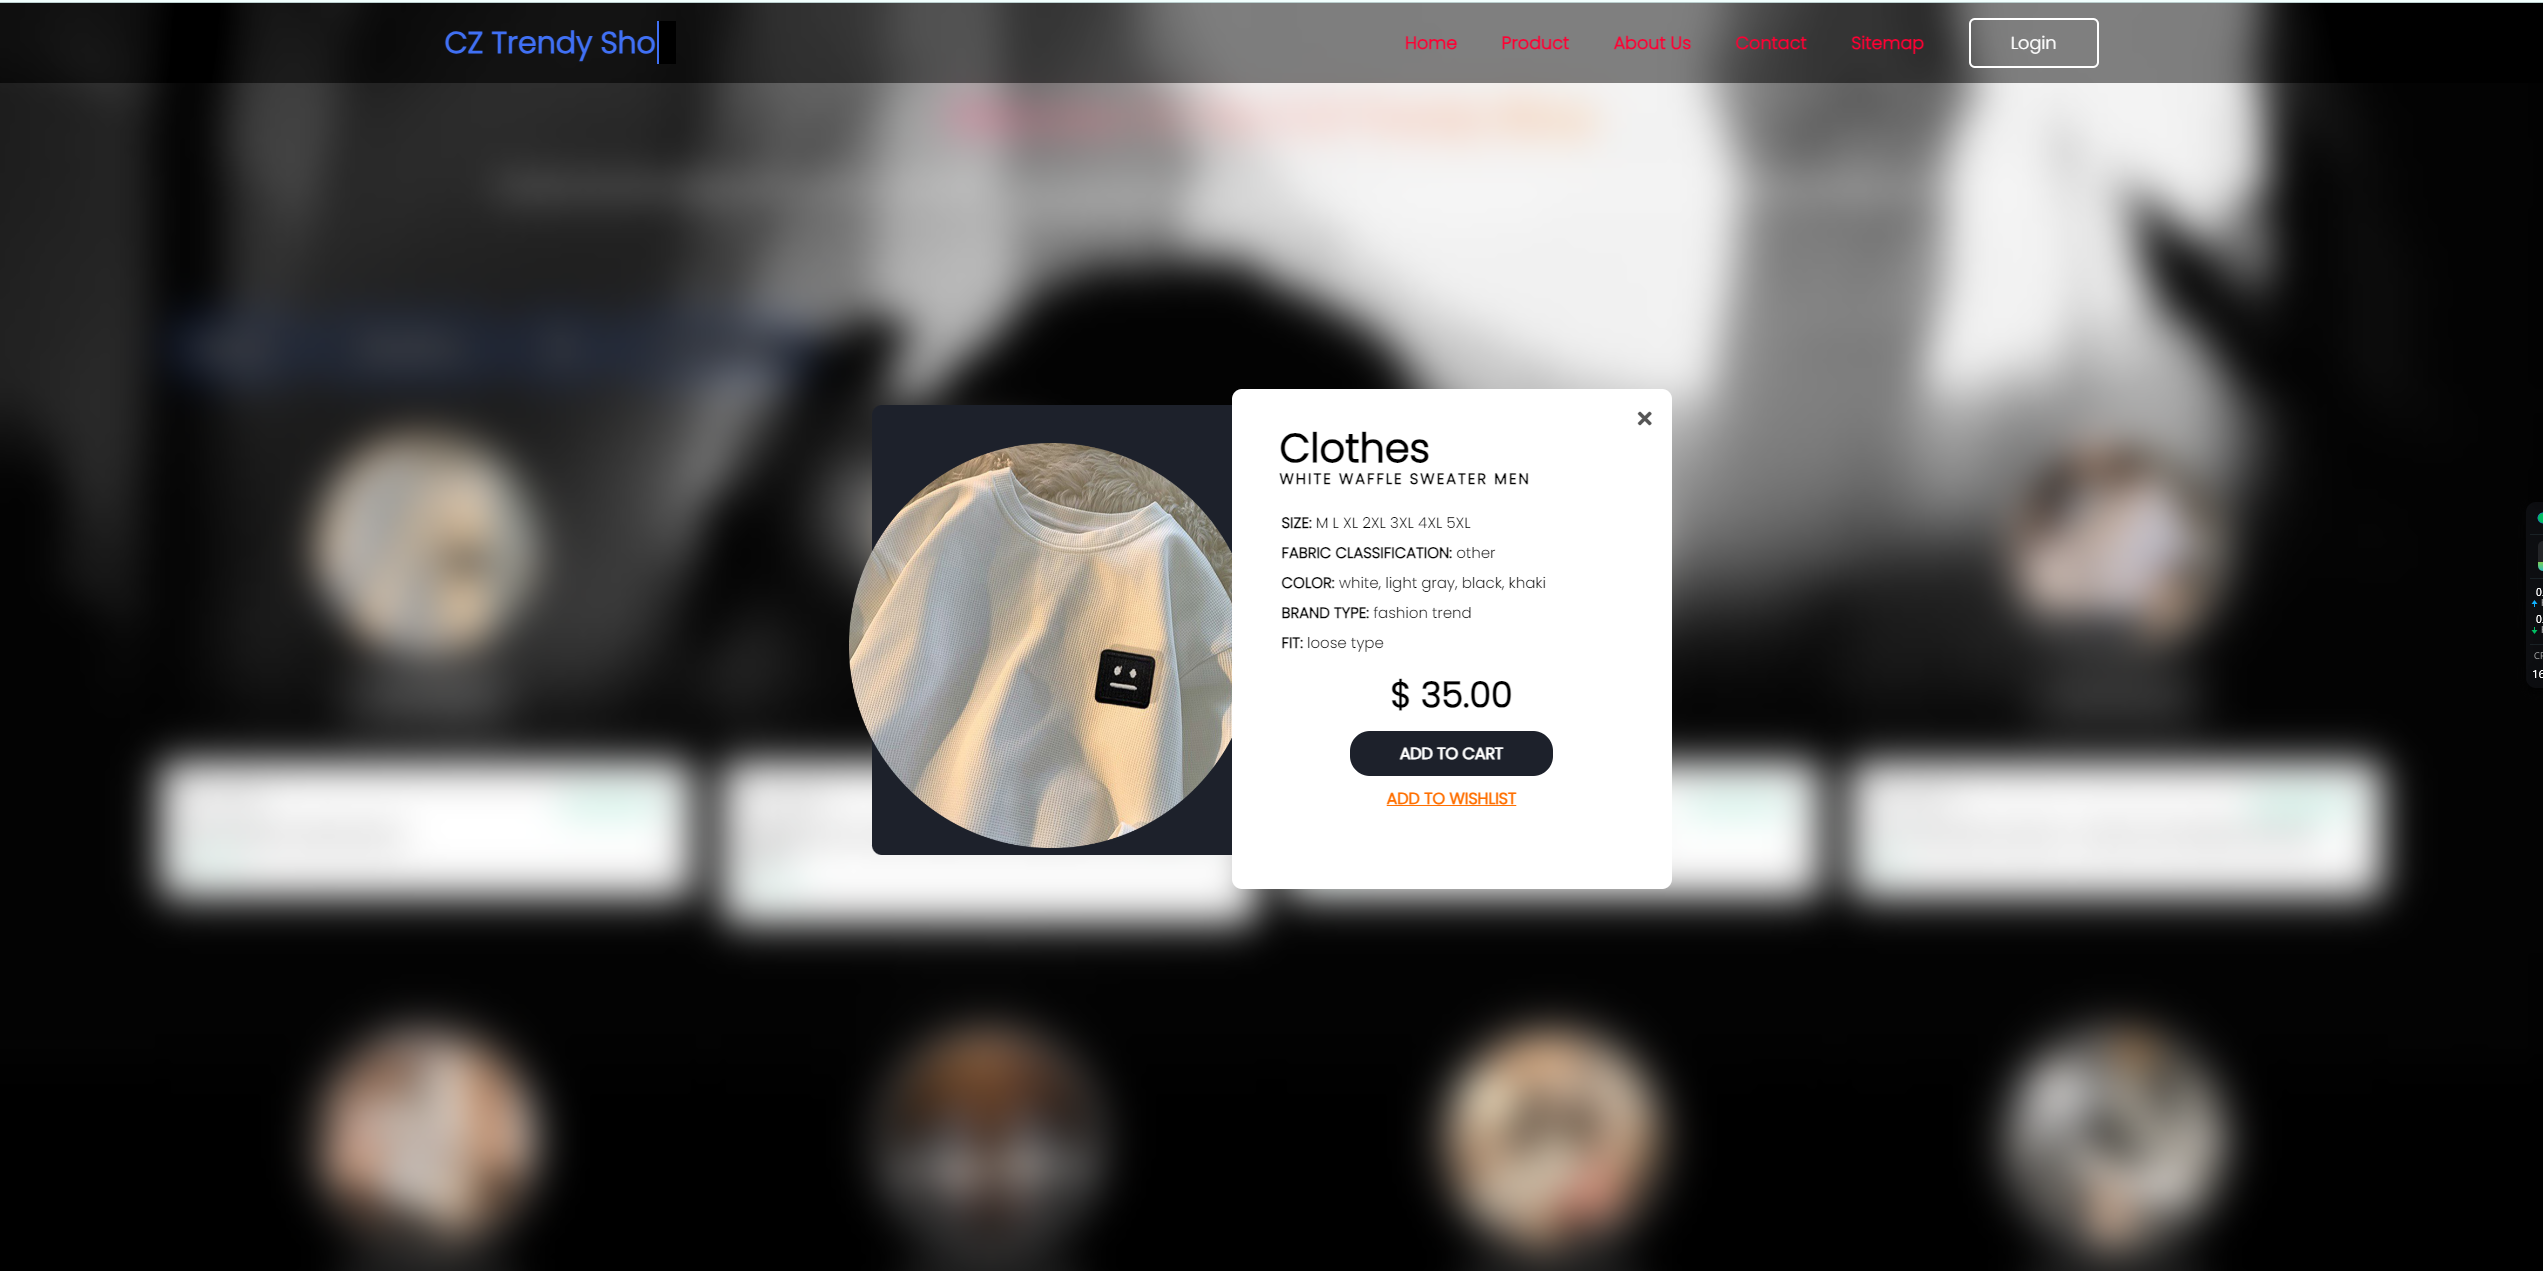 CZ Trendy Sho
Home Product About Us Contact Sitemap Login
Clothes
WHITE WAFFLE SWEATER MEN
SIZE: M L XL 2XL 3XL 4XL 5XL
FABRIC CLASSIFICATION: other
COLOR: white, light gray, black, khaki
BRAND TYPE: fashion trend
FIT: loose type
$ 35.00
ADD TO CART
ADD TO WISHLIST